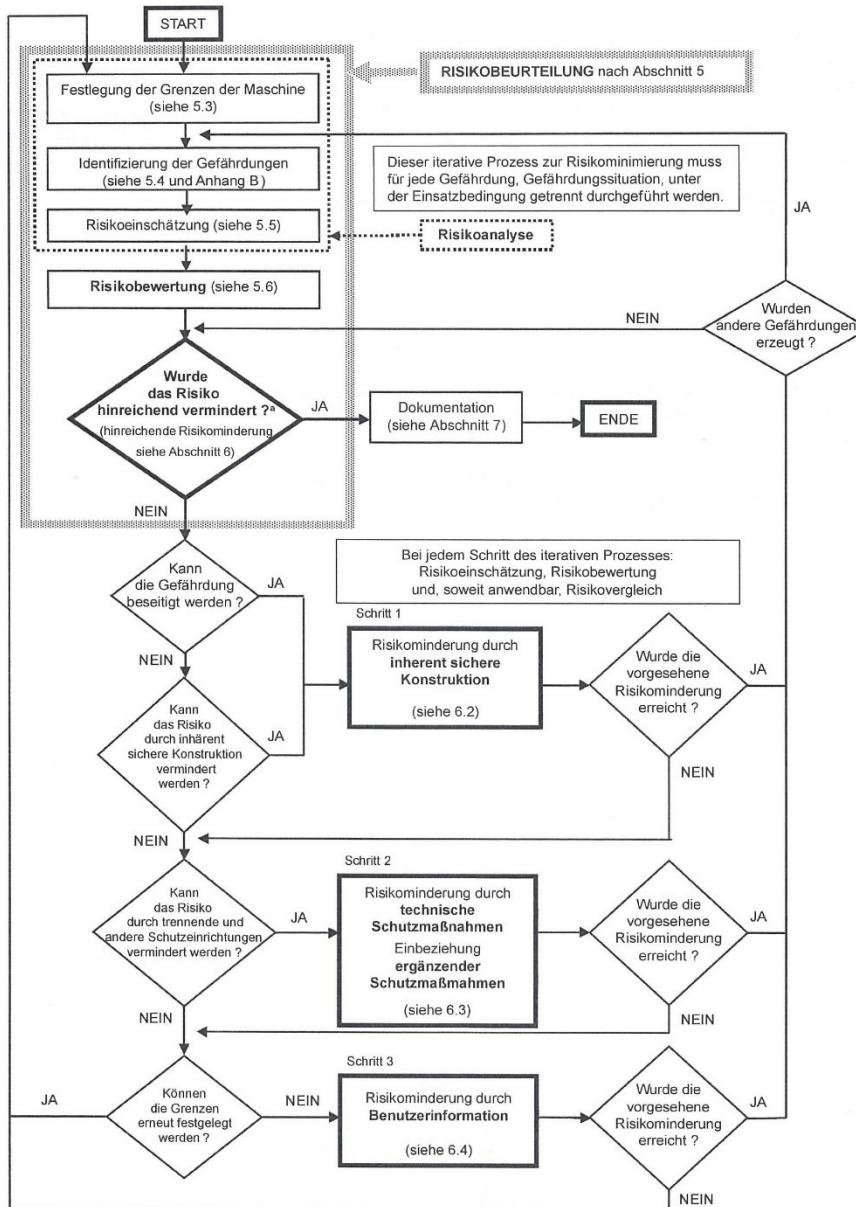 START
RISIKOBEURTEILUNG nach Abschnitt 5
Festlegung der Grenzen der Maschine
(siehe 5.3)
Identifizierung der Gefährdungen
(siehe 5.4 und Anhang B)
Dieser iterative Prozess zur Risikominimierung muss
für jede Gefährdung, Gefährdungssituation, unter
der Einsatzbedingung getrennt durchgeführt werden.
JA
Risikoeinschätzung (siehe 5.5)
Risikoanalyse
Risikobewertung (siehe 5.6)
Wurden
andere Gefährdungen
erzeugt ?
NEIN
Wurde
das Risiko
hinreichend vermindert ?ª
(hinreichende Risikominderung
siehe Abschnitt 6)
JA
Dokumentation
(siehe Abschnitt 7)
ENDE
NEIN
Kann
die Gefährdung
beseitigt werden ?
JA
Bei jedem Schritt des iterativen Prozesses:
Risikoeinschätzung, Risikobewertung
und, soweit anwendbar, Risikovergleich
NEIN
Schritt 1
Risikominderung durch
inherent sichere
Konstruktion
(siehe 6.2)
Wurde die
vorgesehene
Risikominderung
erreicht ?
JA
Kann
das Risiko
durch inhärent
sichere Konstruktion
vermindert
werden ?
JA
NEIN
NEIN
Schritt 2
Kann
das Risiko
durch trennende und
andere Schutzeinrichtungen
vermindert werden ?
JA
Risikominderung durch
technische
Schutzmaßnahmen
Einbeziehung
ergänzender
Schutzmaßmahmen
(siehe 6.3)
Wurde die
vorgesehene
Risikominderung
erreicht ?
JA
NEIN
NEIN
Schritt 3
JA
Können
die Grenzen
erneut festgelegt
werden ?
NEIN
Risikominderung durch
Benutzerinformation
(siehe 6.4)
Wurde die
vorgesehene
Risikominderung
erreicht ?
JA
NEIN